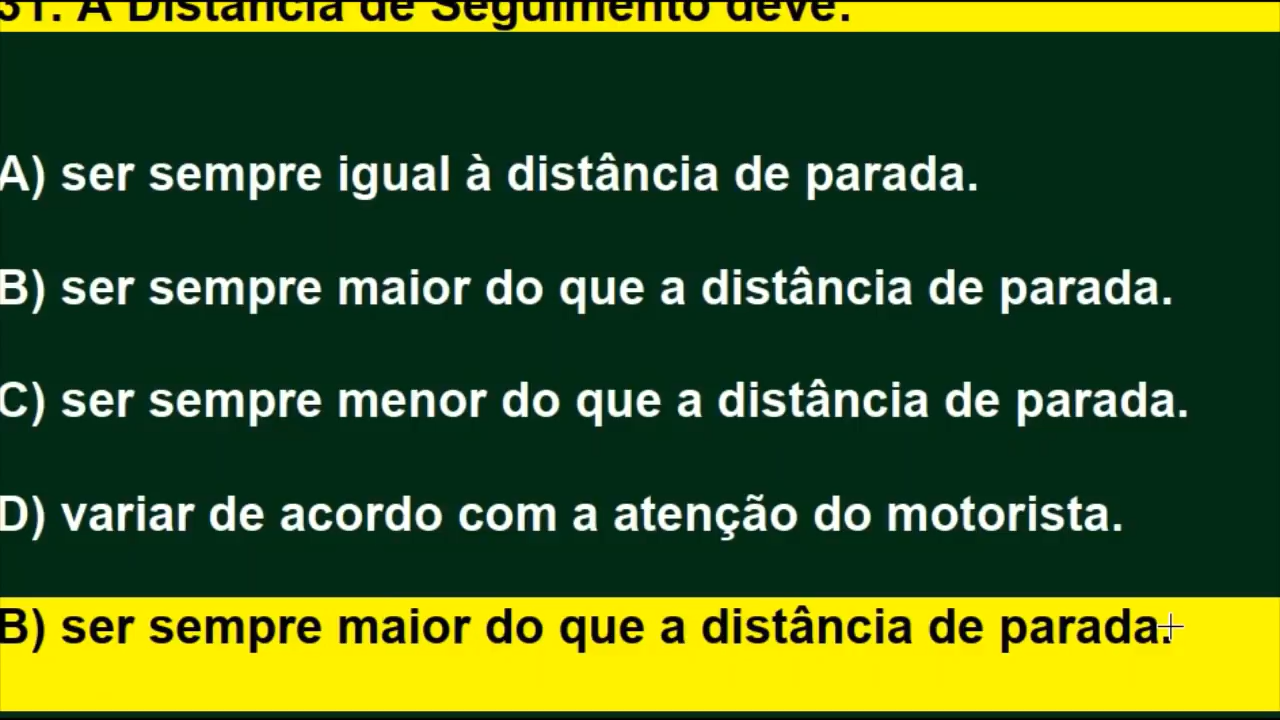 31. A Distância de Seguimento deve:
A) ser sempre igual à distância de parada.
B) ser sempre maior do que a distância de parada.
C) ser sempre menor do que a distância de parada.
D) variar de acordo com a atenção do motorista.
B) ser sempre maior do que a distância de parada.